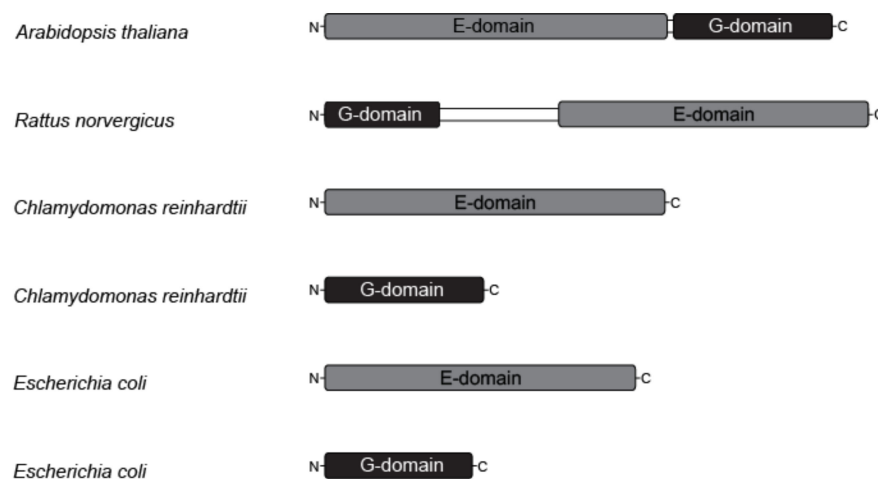 Arabidopsis thaliana N- E-domain G-domain -C
Rattus norvergicus N- G-domain E-domain -C
Chlamydomonas reinhardtii N- E-domain -C
Chlamydomonas reinhardtii N- G-domain -C
Escherichia coli N- E-domain -C
Escherichia coli N- G-domain -C